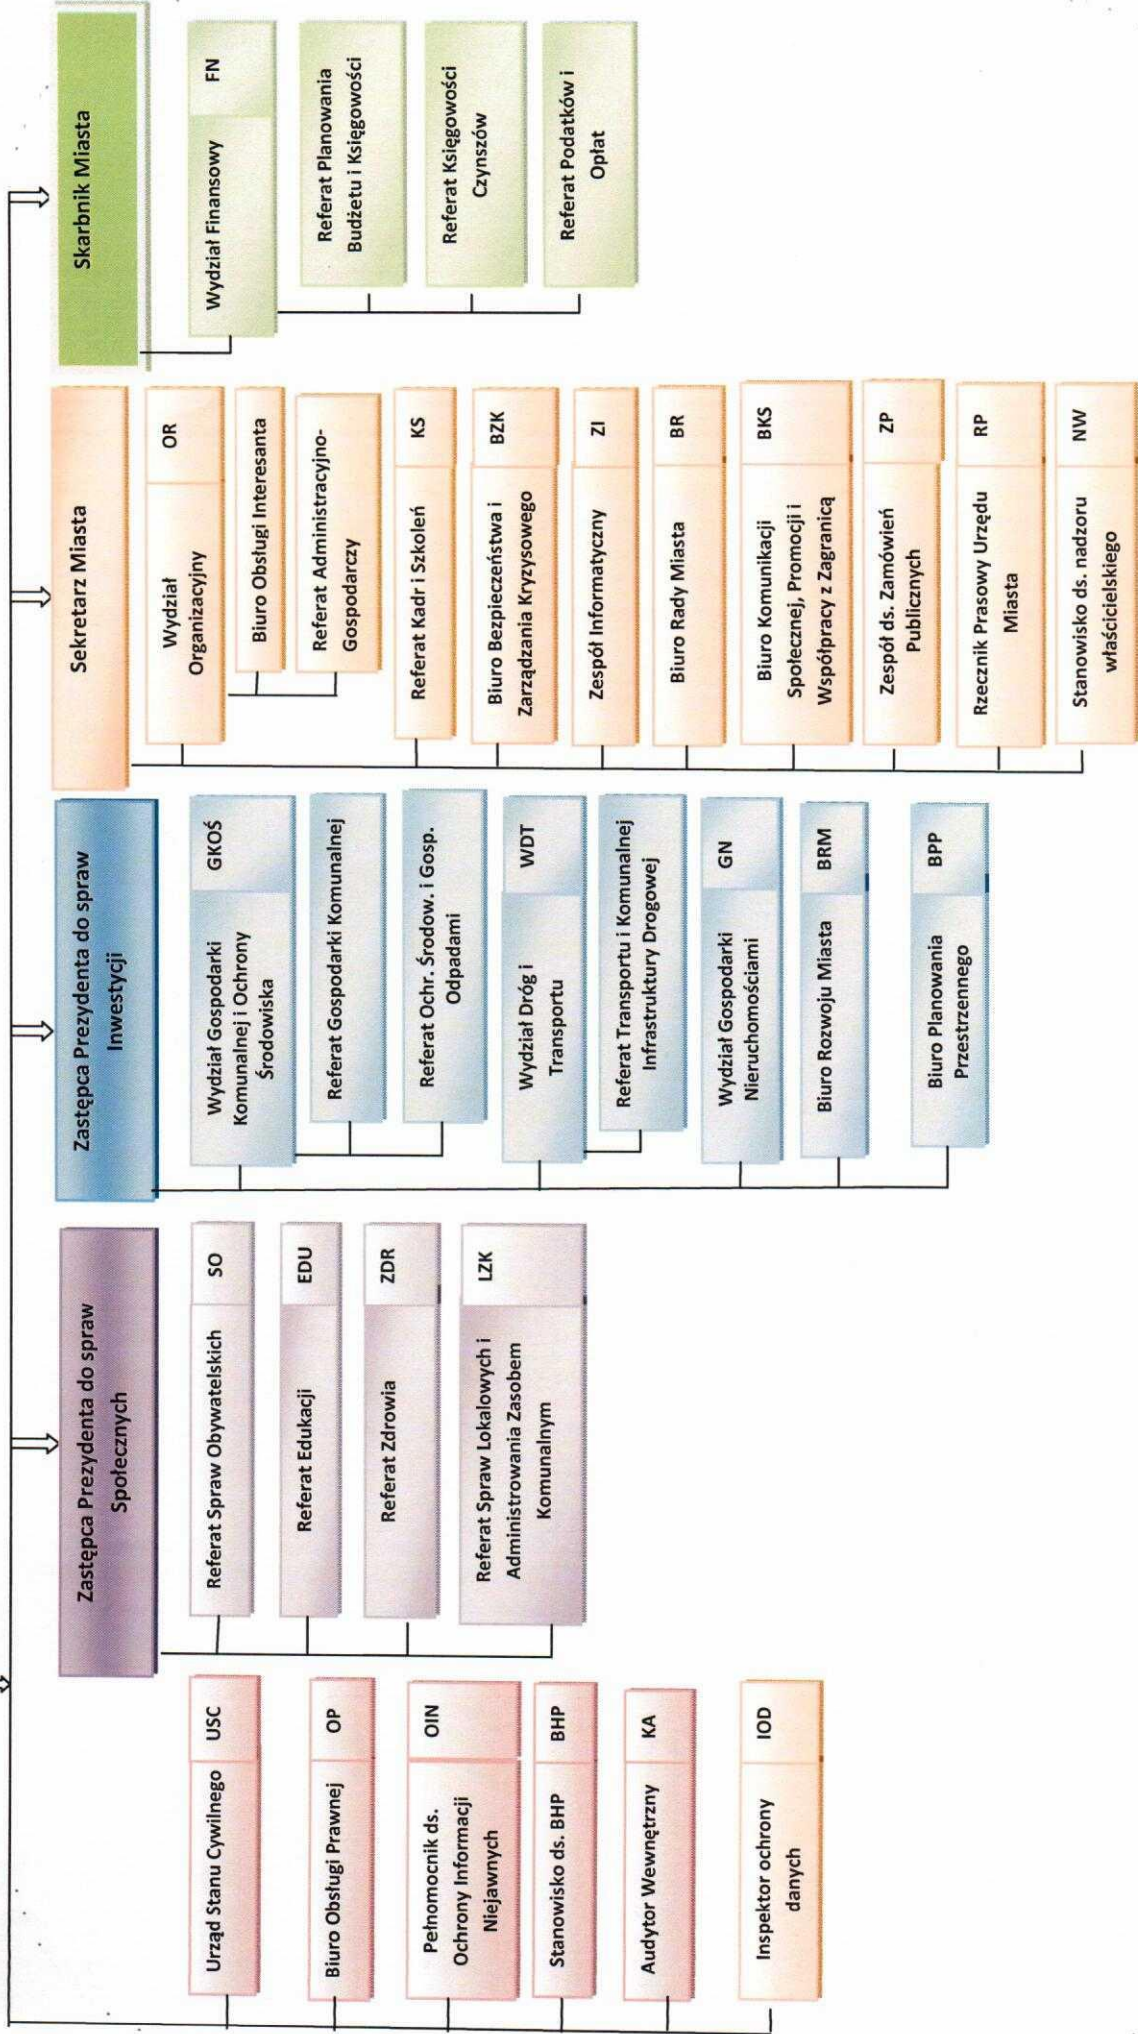 Urząd Stanu Cywilnego
USC
Biuro Obsługi Prawnej
OP
Pełnomocnik ds.
Ochrony Informacji
Niejawnych
OIN
Stanowisko ds. BHP
BHP
Audytor Wewnętrzny
KA
Inspektor ochrony
danych
IOD
Zastępca Prezydenta do spraw
Społecznych
Referat Spraw Obywatelskich
SO
Referat Edukacji
EDU
Referat Zdrowia
ZDR
Referat Spraw Lokalowych i
Administrowania Zasobem
Komunalnym
LZK
Zastępca Prezydenta do spraw
Inwestycji
Wydział Gospodarki
Komunalnej i Ochrony
Środowiska
GKOŚ
Referat Gospodarki Komunalnej
Referat Ochr. Środow. i Gosp.
Odpadami
Wydział Dróg i
Transportu
WDT
Referat Transportu i Komunalnej
Infrastruktury Drogowej
Wydział Gospodarki
Nieruchomościami
GN
Biuro Rozwoju Miasta
BRM
Biuro Planowania
Przestrzennego
BPP
Sekretarz Miasta
Wydział
Organizacyjny
OR
Biuro Obsługi Interesanta
Referat Administracyjno-
Gospodarczy
Referat Kadr i Szkoleń
KS
Biuro Bezpieczeństwa i
Zarządzania Kryzysowego
BZK
Zespół Informatyczny
ZI
Biuro Rady Miasta
BR
Biuro Komunikacji
Społecznej, Promocji i
Współpracy z Zagranicą
BKS
Zespół ds. Zamówień
Publicznych
ZP
Rzecznik Prasowy Urzędu
Miasta
RP
Stanowisko ds. nadzoru
właścicielskiego
NW
Skarbnik Miasta
Wydział Finansowy
FN
Referat Planowania
Budżetu i Księgowości
Referat Księgowości
Czynszów
Referat Podatków i
Opłat